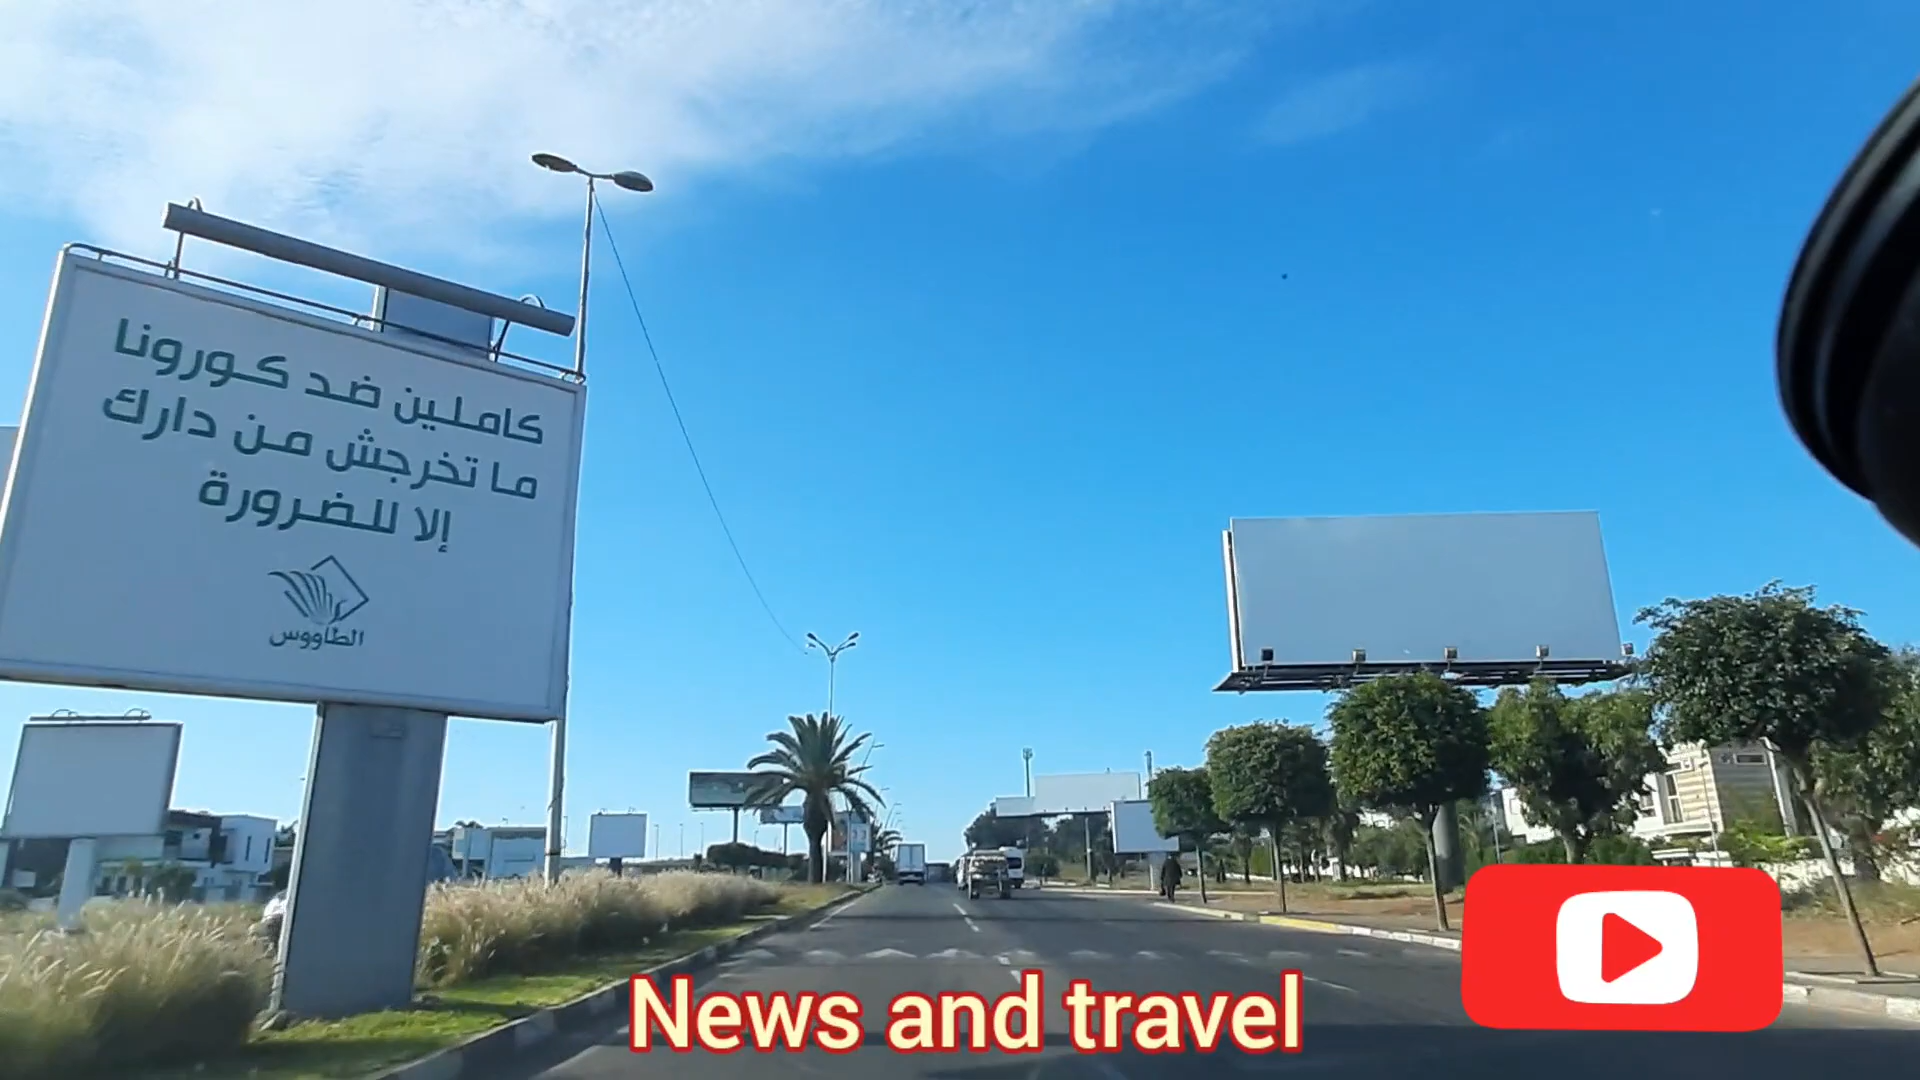 كاملين ضد كورونا
ما تخرجش من دارك
إلا للضرورة
الطاووس
News and travel